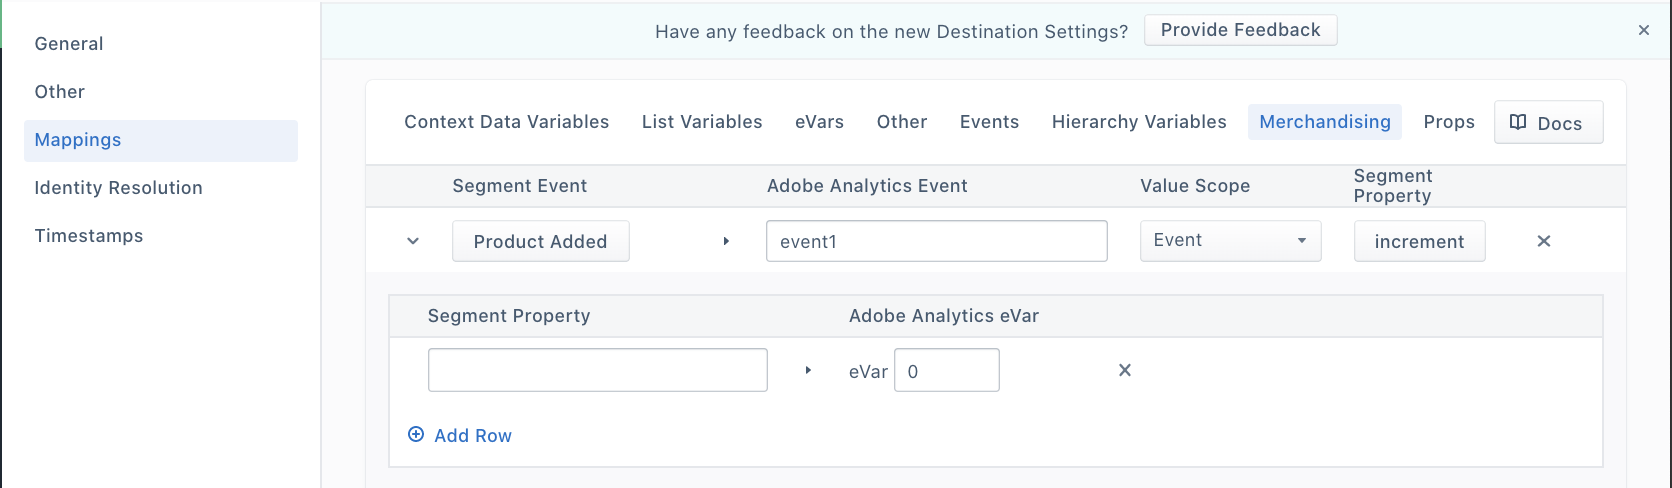 General
Other
Mappings
Identity Resolution
Timestamps
Have any feedback on the new Destination Settings? Provide Feedback
Context Data Variables List Variables eVars Other Events Hierarchy Variables Merchandising Props Docs
Segment Event Adobe Analytics Event Value Scope Segment Property
Product Added event1 Event increment
Segment Property Adobe Analytics eVar
eVar 0
Add Row